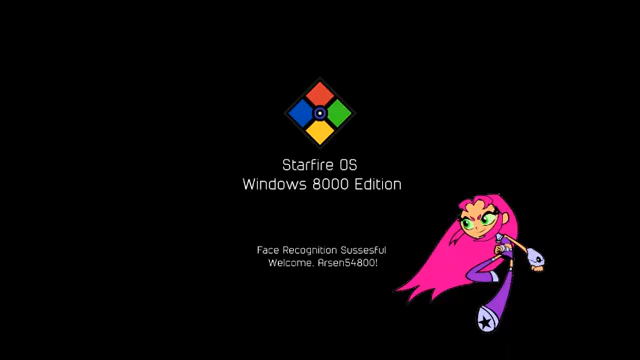 Starfire OS
Windows 8000 Edition
Face Recognition Sussesful
Welcome, Arsen54800!